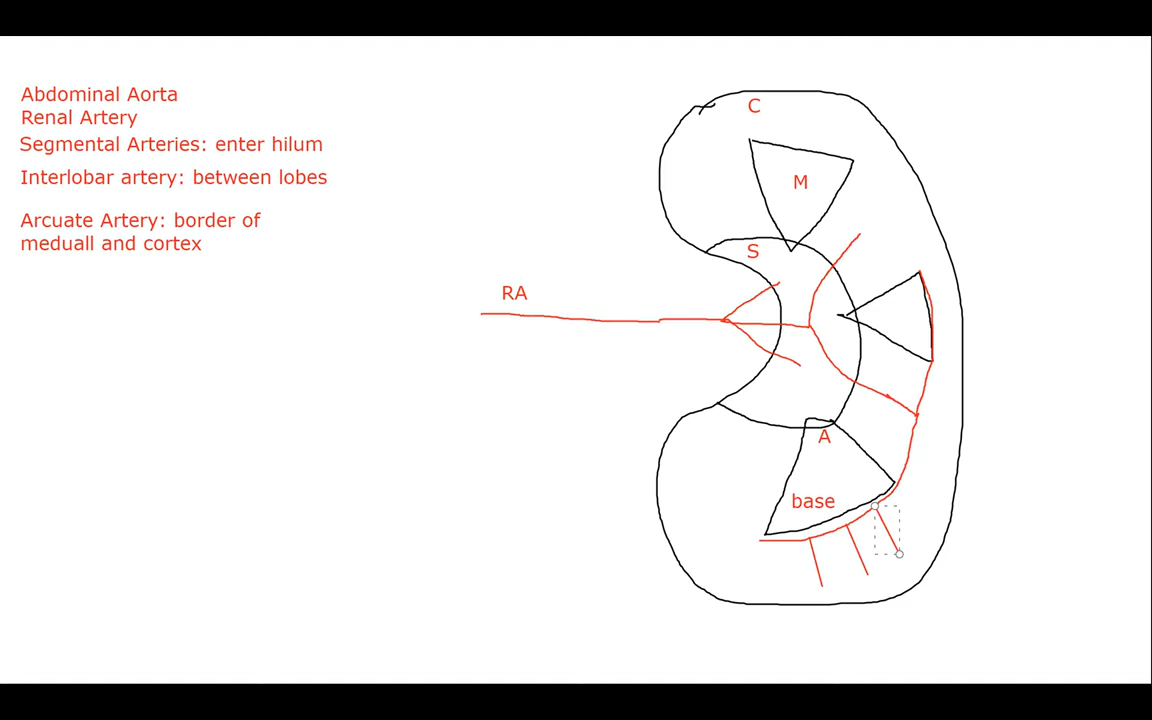 Abdominal Aorta
Renal Artery
Segmental Arteries: enter hilum
Interlobar artery: between lobes
Arcuate Artery: border of
meduall and cortex
C
M
S
RA
A
base